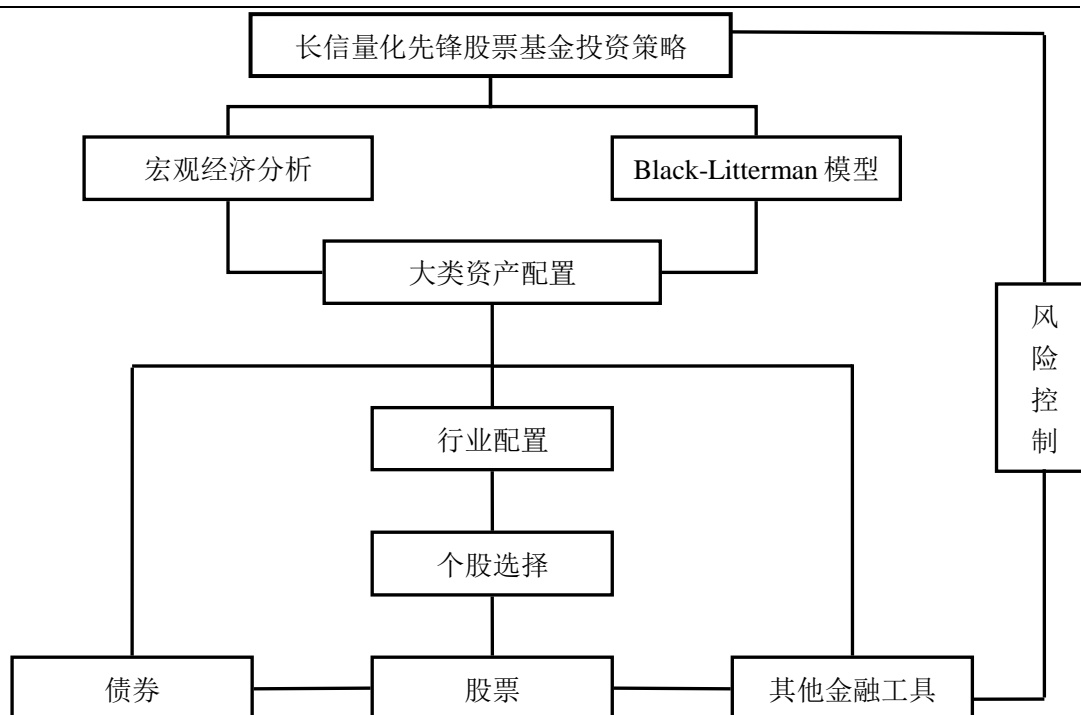 长信量化先锋股票基金投资策略
宏观经济分析
Black-Litterman 模型
大类资产配置
风
险
控
制
行业配置
个股选择
债券
股票
其他金融工具